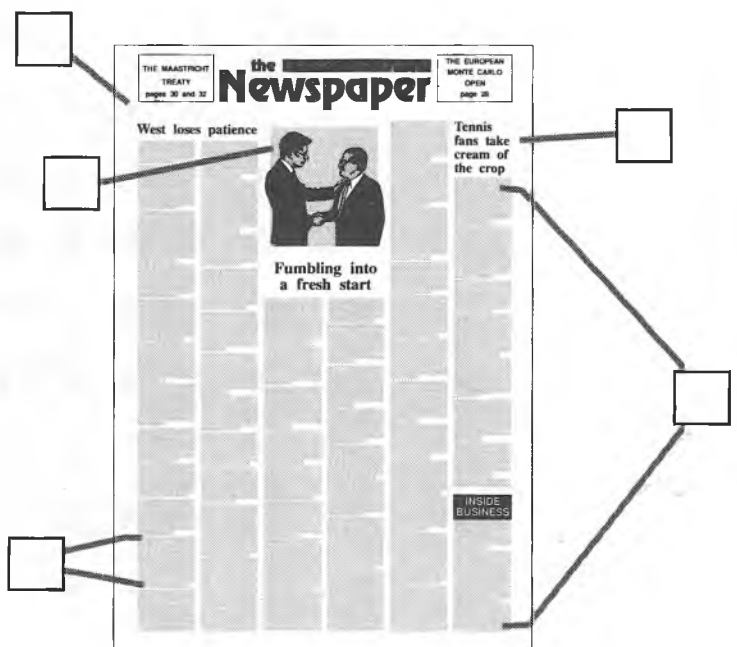 THE MAASTRICHT
TREATY
pages 30 and 32
the
Newspaper
THE EUROPEAN
MONTE CARLO
OPEN
page 28
West loses patience
Fumbling into
a fresh start
Tennis
fans take
cream of
the crop
INSIDE
BUSINESS